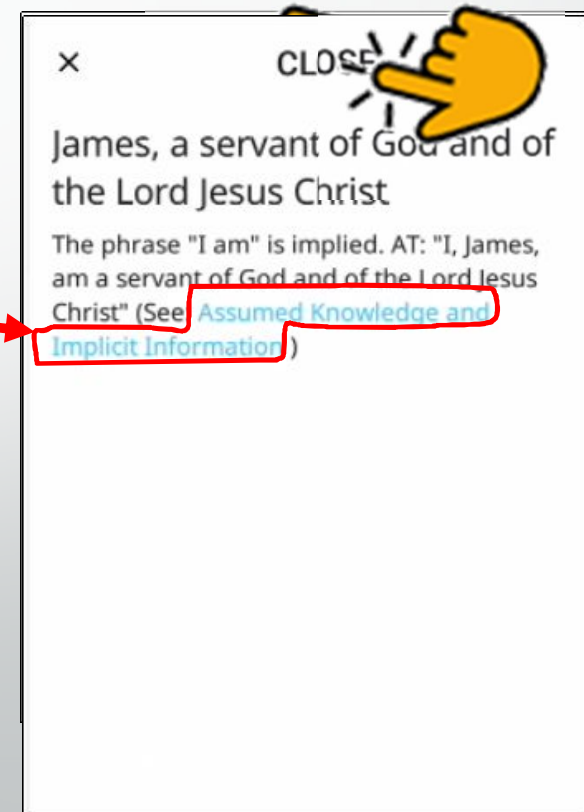 × CLOSE
James, a servant of God and of
the Lord Jesus Christ
The phrase "I am" is implied. AT: "I, James,
am a servant of God and of the Lord Jesus
Christ" (See Assumed Knowledge and
Implicit Information )